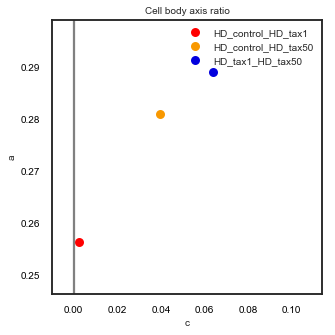 Cell body axis ratio
HD_control_HD_tax1
HD_control_HD_tax50
HD_tax1_HD_tax50
a
0.29
0.28
0.27
0.26
0.25
0.00 0.02 0.04 0.06 0.08 0.10
c